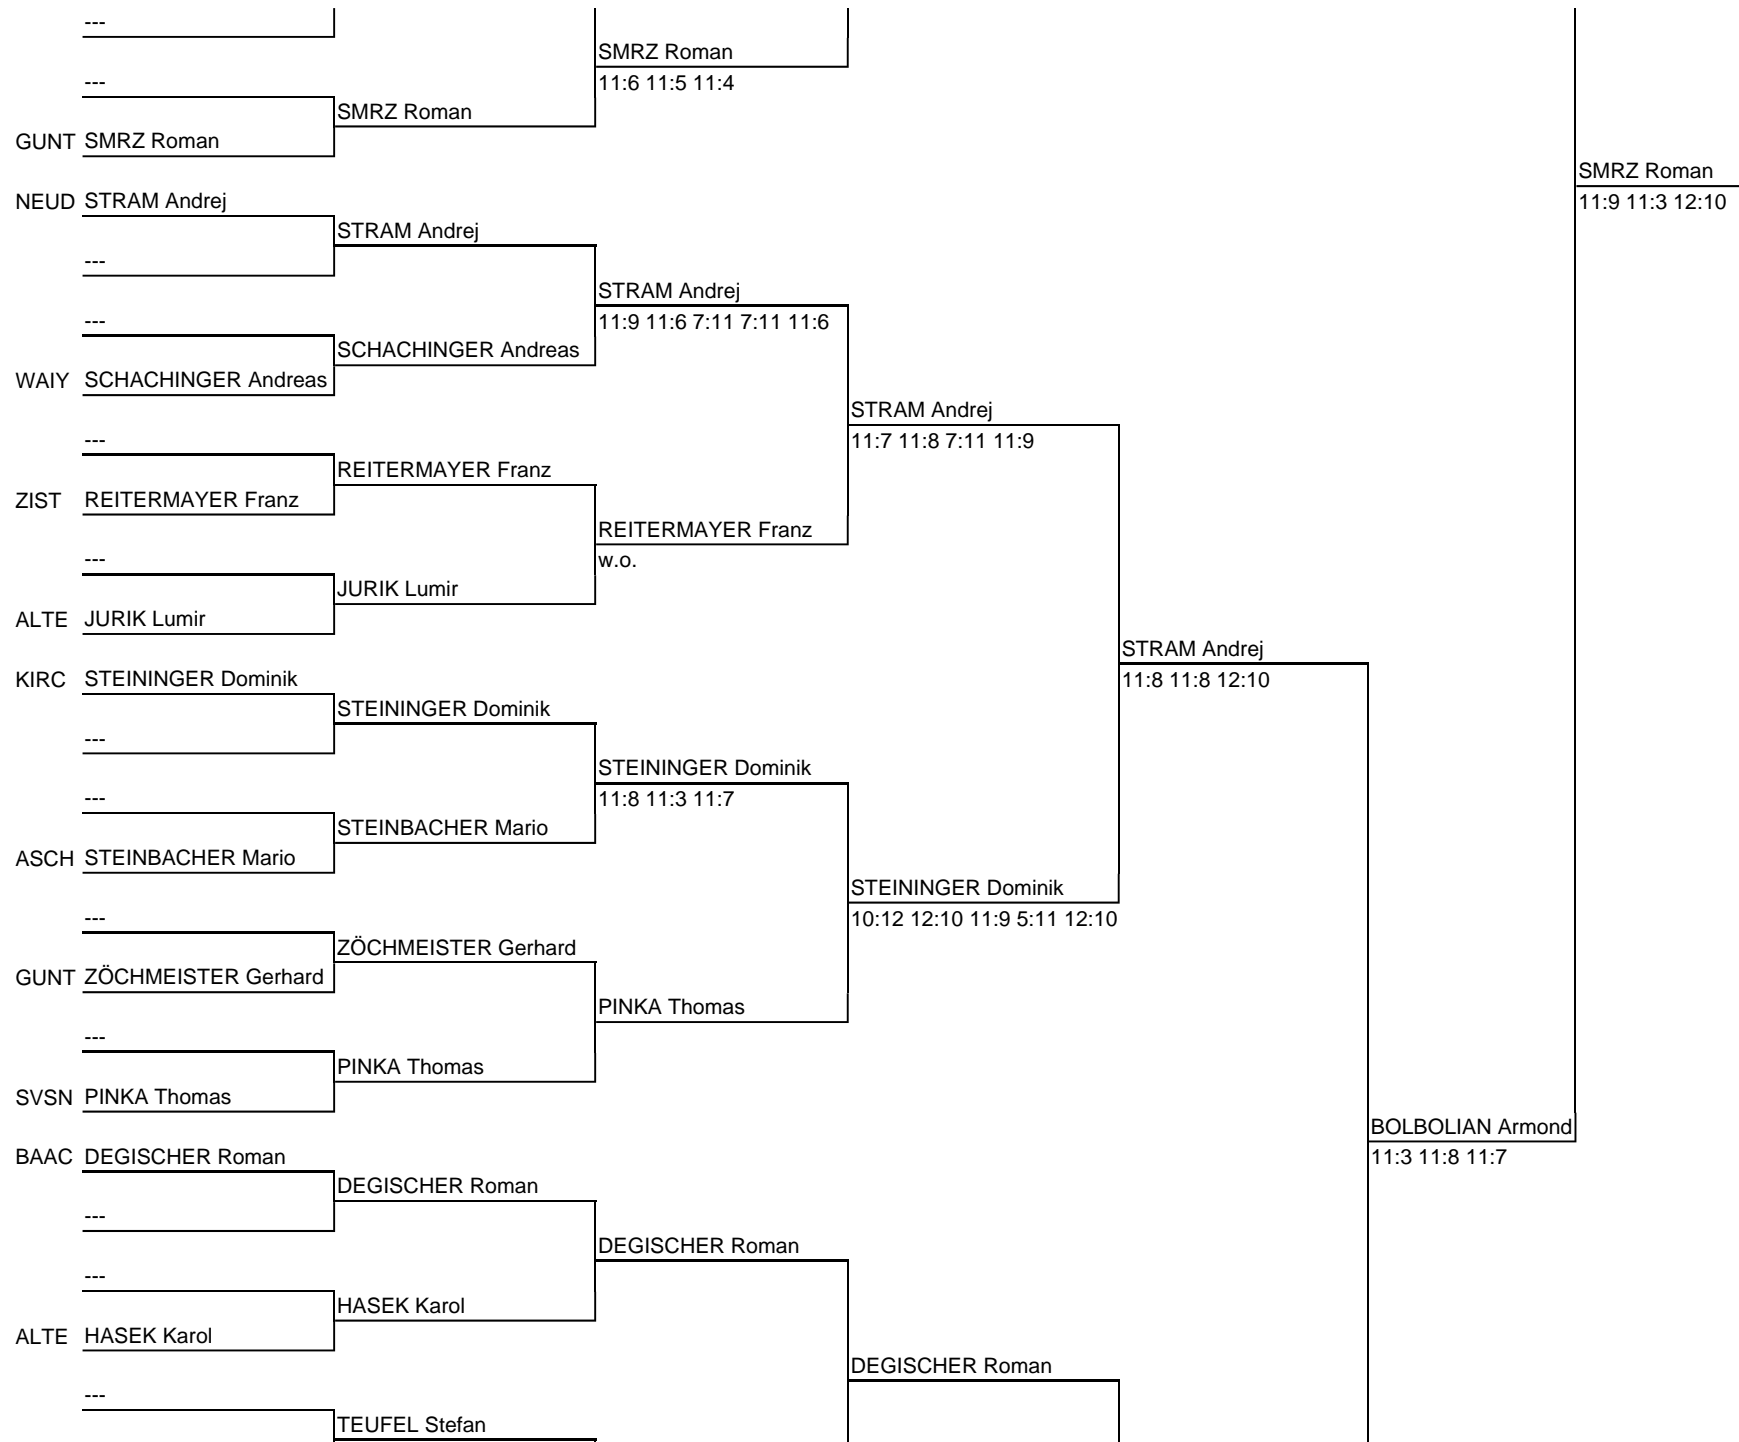 ---
SMRZ Roman
---
11:6 11:5 11:4
SMRZ Roman
GUNT SMRZ Roman
SMRZ Roman
NEUD STRAM Andrej
11:9 11:3 12:10
STRAM Andrej
---
STRAM Andrej
---
11:9 11:6 7:11 7:11 11:6
SCHACHINGER Andreas
WAIY SCHACHINGER Andreas
STRAM Andrej
---
11:7 11:8 7:11 11:9
REITERMAYER Franz
ZIST REITERMAYER Franz
REITERMAYER Franz
---
w.o.
JURIK Lumir
ALTE JURIK Lumir
STRAM Andrej
KIRC STEININGER Dominik
11:8 11:8 12:10
STEININGER Dominik
---
STEININGER Dominik
---
11:8 11:3 11:7
STEINBACHER Mario
ASCH STEINBACHER Mario
STEININGER Dominik
---
10:12 12:10 11:9 5:11 12:10
ZÖCHMEISTER Gerhard
GUNT ZÖCHMEISTER Gerhard
PINKA Thomas
---
PINKA Thomas
SVSN PINKA Thomas
BOLBOLIAN Armond
BAAC DEGISCHER Roman
11:3 11:8 11:7
DEGISCHER Roman
---
DEGISCHER Roman
---
HASEK Karol
ALTE HASEK Karol
DEGISCHER Roman
---
TEUFEL Stefan